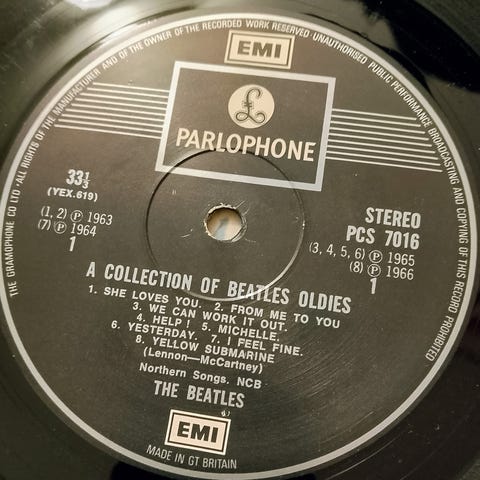 THE GRAMOPHONE CO LTD · ALL RIGHTS OF THE MANUFACTURER AND OF THE OWNER OF THE RECORDED WORK RESERVED UNAUTHORISED PUBLIC PERFORMANCE BROADCASTING AND COPYING OF THIS RECORD PROHIBITED
EMI
£
PARLOPHONE
33⅓
(YEX.619)
(1, 2) Ⓟ 1963
(7) Ⓟ 1964
1
STEREO
PCS 7016
(3, 4, 5, 6) Ⓟ 1965
(8) Ⓟ 1966
1
A COLLECTION OF BEATLES OLDIES
1. SHE LOVES YOU. 2. FROM ME TO YOU
3. WE CAN WORK IT OUT.
4. HELP! 5. MICHELLE.
6. YESTERDAY. 7. I FEEL FINE.
8. YELLOW SUBMARINE
(Lennon—McCartney)
Northern Songs. NCB
THE BEATLES
EMI
MADE IN GT BRITAIN